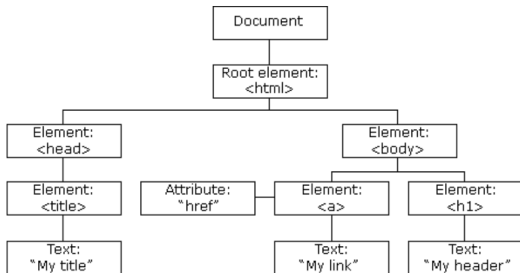 Document
Root element:
<html>
Element:
<head>
Element:
<body>
Element:
<title>
Attribute:
"href"
Element:
<a>
Element:
<h1>
Text:
"My title"
Text:
"My link"
Text:
"My header"